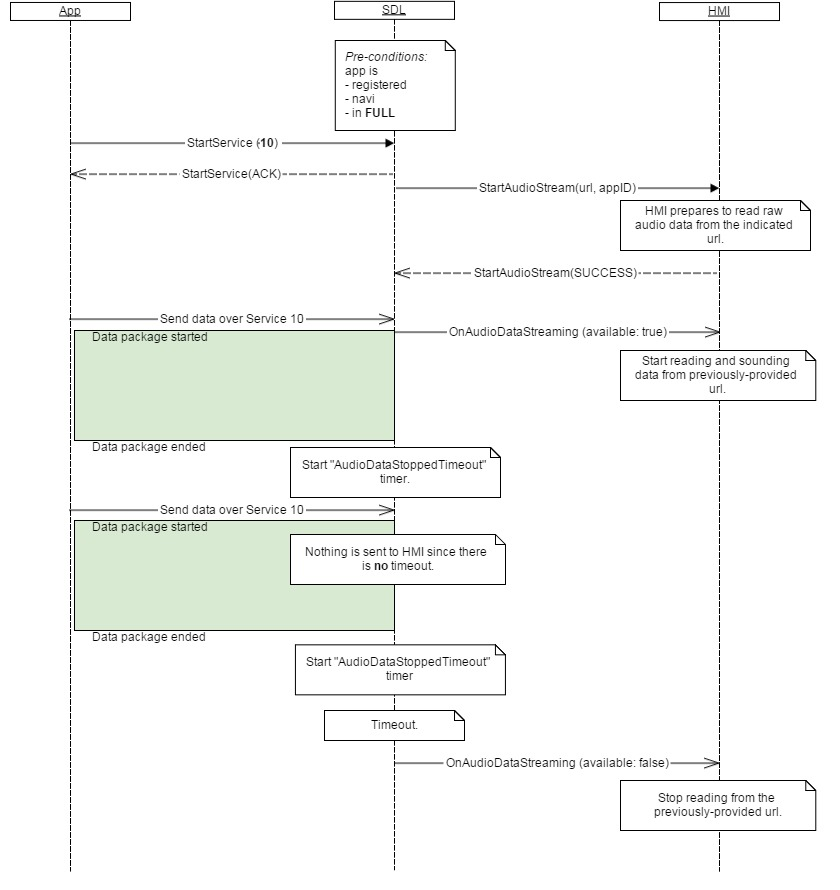 App
SDL
HMI
Pre-conditions:
app is
- registered
- navi
- in FULL
StartService (10)
StartService(ACK)
StartAudioStream(url, appID)
HMI prepares to read raw
audio data from the indicated
url.
StartAudioStream(SUCCESS)
Send data over Service 10
Data package started
OnAudioDataStreaming (available: true)
Start reading and sounding
data from previously-provided
url.
Data package ended
Start "AudioDataStoppedTimeout"
timer.
Send data over Service 10
Data package started
Nothing is sent to HMI since there
is no timeout.
Data package ended
Start "AudioDataStoppedTimeout"
timer
Timeout.
OnAudioDataStreaming (available: false)
Stop reading from the
previously-provided url.